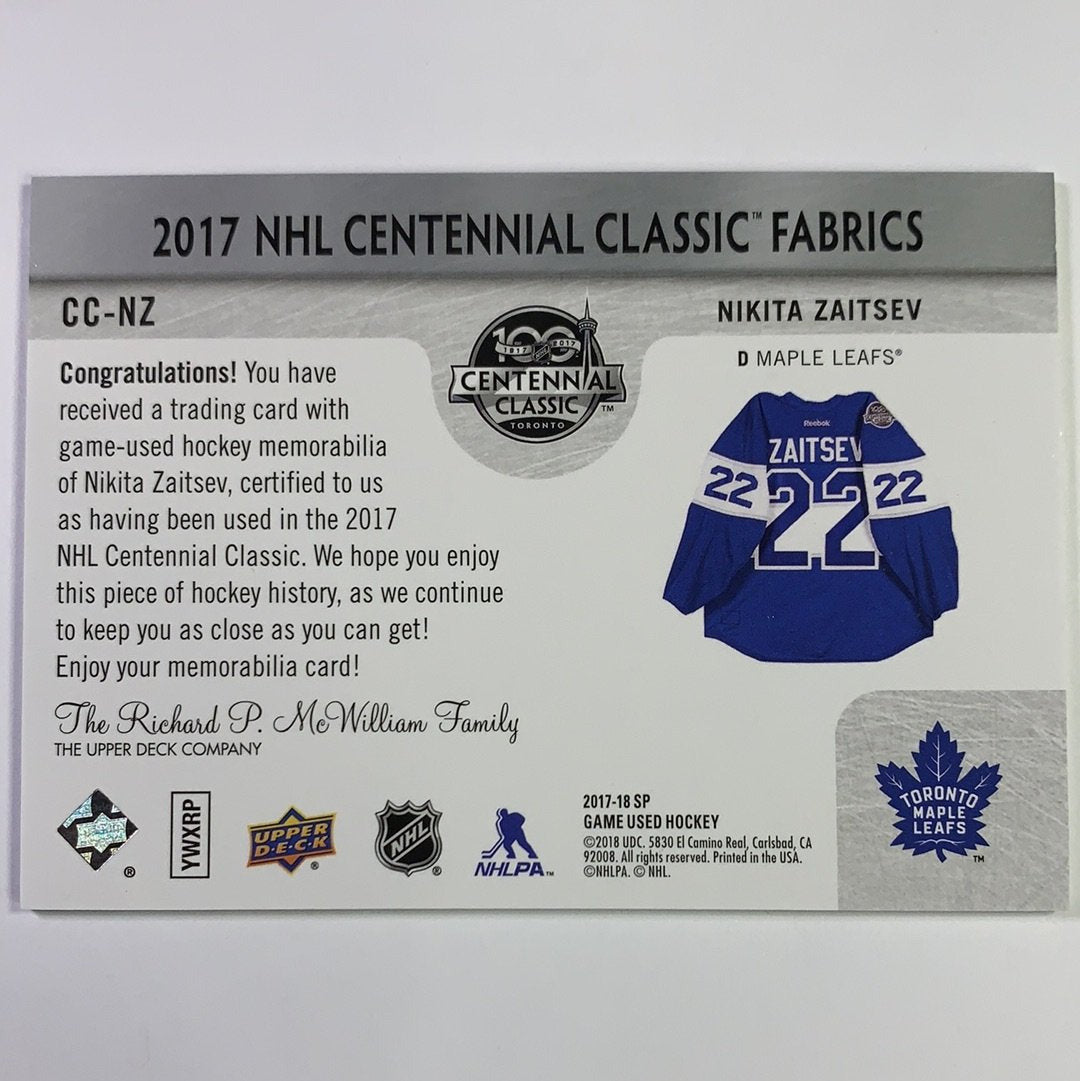 2017 NHL CENTENNIAL CLASSIC™ FABRICS
CC-NZ
100
1917 2017
NHL
CENTENNIAL
CLASSIC ™
TORONTO
NIKITA ZAITSEV
D MAPLE LEAFS®
Congratulations! You have
received a trading card with
game-used hockey memorabilia
of Nikita Zaitsev, certified to us
as having been used in the 2017
NHL Centennial Classic. We hope you enjoy
this piece of hockey history, as we continue
to keep you as close as you can get!
Enjoy your memorabilia card!
The Richard P. McWilliam Family
THE UPPER DECK COMPANY
Reebok
ZAITSEV
22 22 22
®
YWXRP
UPPER
D·E·C·K ®
NHL ®
NHLPA™
2017-18 SP
GAME USED HOCKEY
©2018 UDC. 5830 El Camino Real, Carlsbad, CA
92008. All rights reserved. Printed in the USA.
©NHLPA. © NHL.
TORONTO
MAPLE
LEAFS
™